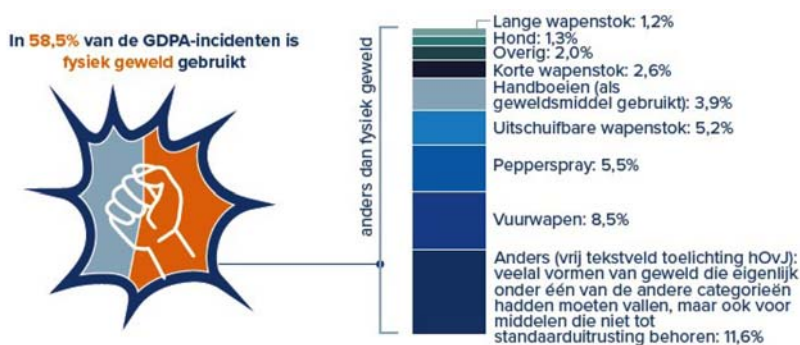 In 58,5% van de GDPA-incidenten is
fysiek geweld gebruikt
anders dan fysiek geweld
Lange wapenstok: 1,2%
Hond: 1,3%
Overig: 2,0%
Korte wapenstok: 2,6%
Handboeien (als
geweldsmiddel gebruikt): 3,9%
Uitschuifbare wapenstok: 5,2%
Pepperspray: 5,5%
Vuurwapen: 8,5%
Anders (vrij tekstveld toelichting hOvJ):
veelal vormen van geweld die eigenlijk
onder één van de andere categorieën
hadden moeten vallen, maar ook voor
middelen die niet tot
standaarduitrusting behoren: 11,6%